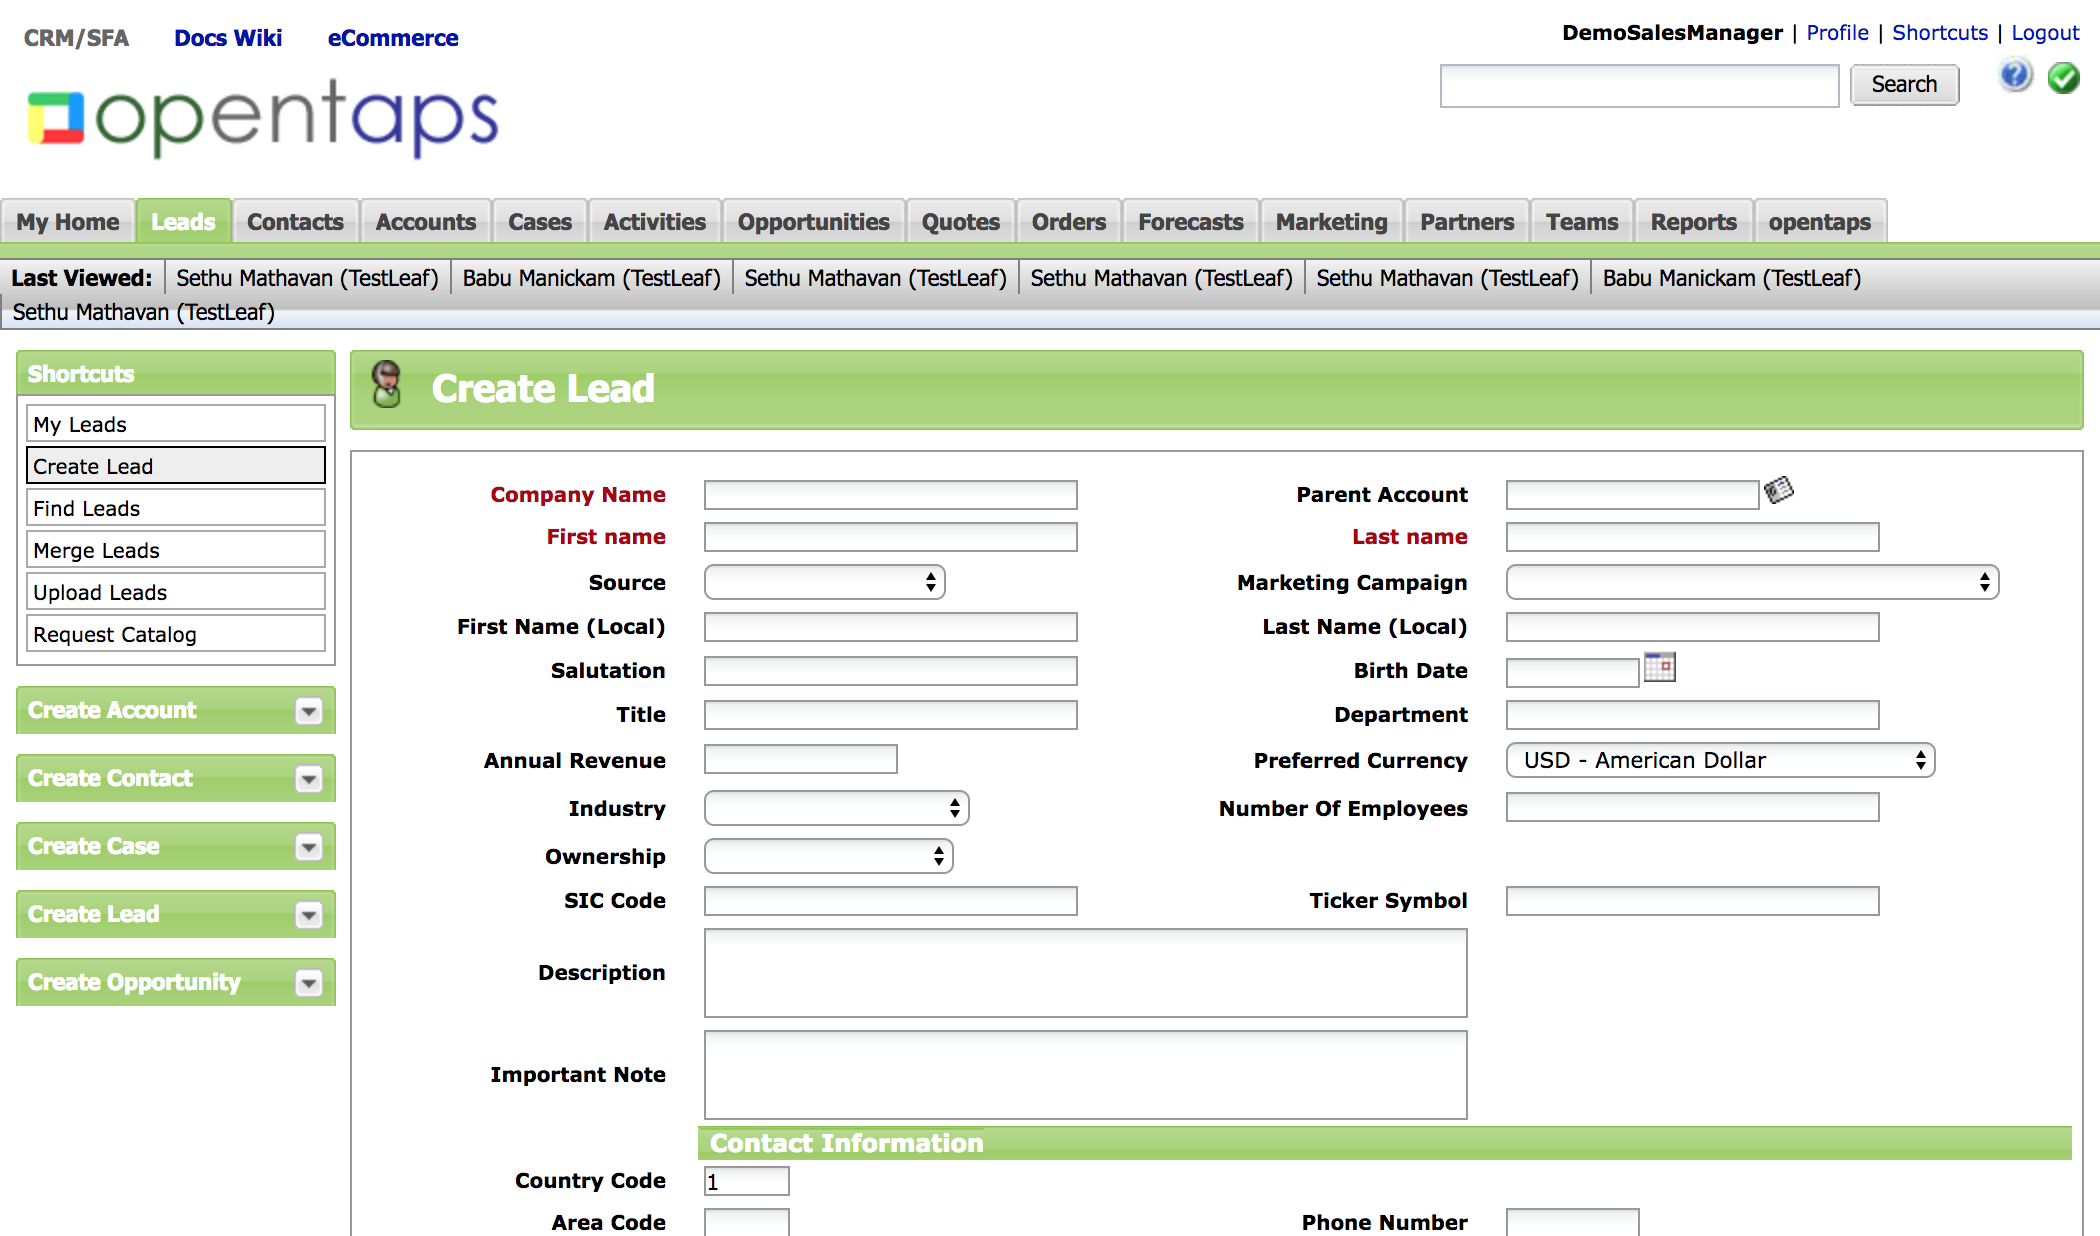 CRM/SFA Docs Wiki eCommerce
DemoSalesManager | Profile | Shortcuts | Logout
opentaps
Search
My Home Leads Contacts Accounts Cases Activities Opportunities Quotes Orders Forecasts Marketing Partners Teams Reports opentaps
Last Viewed: Sethu Mathavan (TestLeaf) Babu Manickam (TestLeaf) Sethu Mathavan (TestLeaf) Sethu Mathavan (TestLeaf) Sethu Mathavan (TestLeaf) Babu Manickam (TestLeaf)
Sethu Mathavan (TestLeaf)
Shortcuts
My Leads
Create Lead
Find Leads
Merge Leads
Upload Leads
Request Catalog
Create Account
Create Contact
Create Case
Create Lead
Create Opportunity
Create Lead
Company Name Parent Account
First name Last name
Source Marketing Campaign
First Name (Local) Last Name (Local)
Salutation Birth Date
Title Department
Annual Revenue Preferred Currency USD - American Dollar
Industry Number Of Employees
Ownership
SIC Code Ticker Symbol
Description
Important Note
Contact Information
Country Code 1
Area Code Phone Number